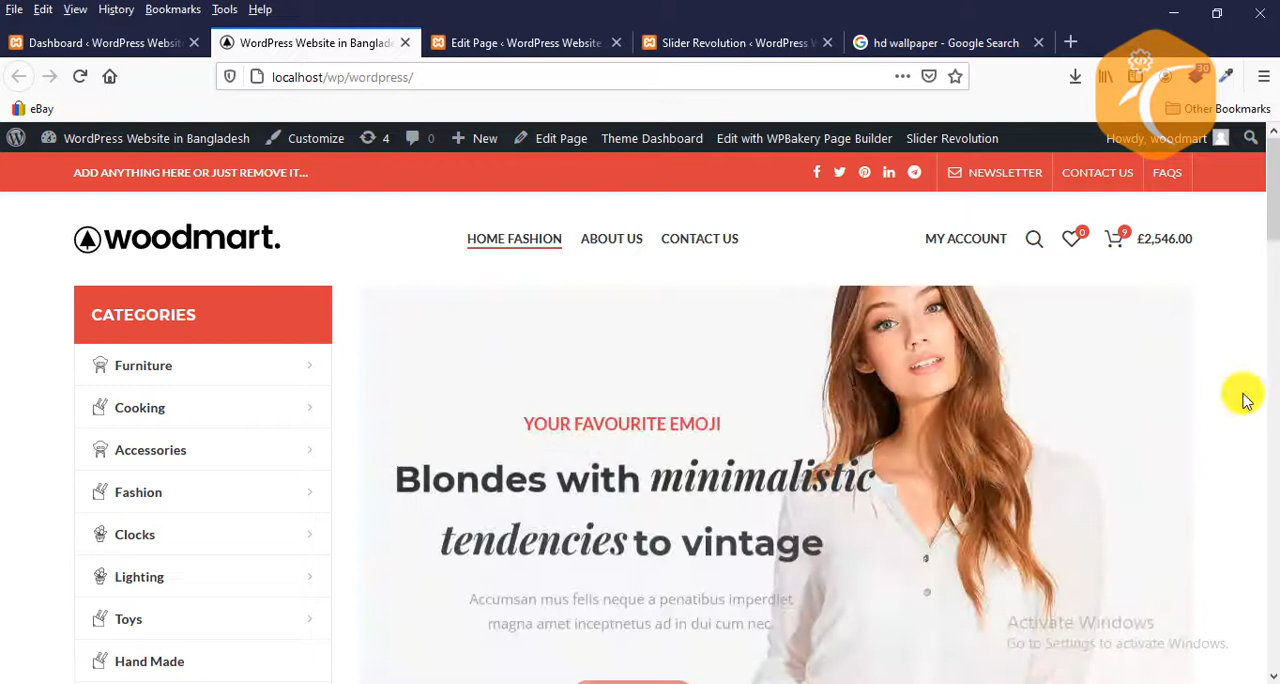 File Edit View History Bookmarks Tools Help
Dashboard ‹ WordPress Websit
WordPress Website in Banglade
Edit Page ‹ WordPress Website
Slider Revolution ‹ WordPress W
hd wallpaper - Google Search
localhost/wp/wordpress/
30
eBay
Other Bookmarks
WordPress Website in Bangladesh Customize 4 0 New Edit Page Theme Dashboard Edit with WPBakery Page Builder Slider Revolution Howdy, woodmart
ADD ANYTHING HERE OR JUST REMOVE IT... NEWSLETTER CONTACT US FAQS
woodmart. HOME FASHION ABOUT US CONTACT US MY ACCOUNT 0 9 £2,546.00
CATEGORIES
Furniture
Cooking
Accessories
Fashion
Clocks
Lighting
Toys
Hand Made
YOUR FAVOURITE EMOJI
Blondes with minimalistic
tendencies to vintage
Accumsan mus felis neque a penatibus imperdiet
magna amet inceptnetus ad in dui cum nec.
Activate Windows
Go to Settings to activate Windows.